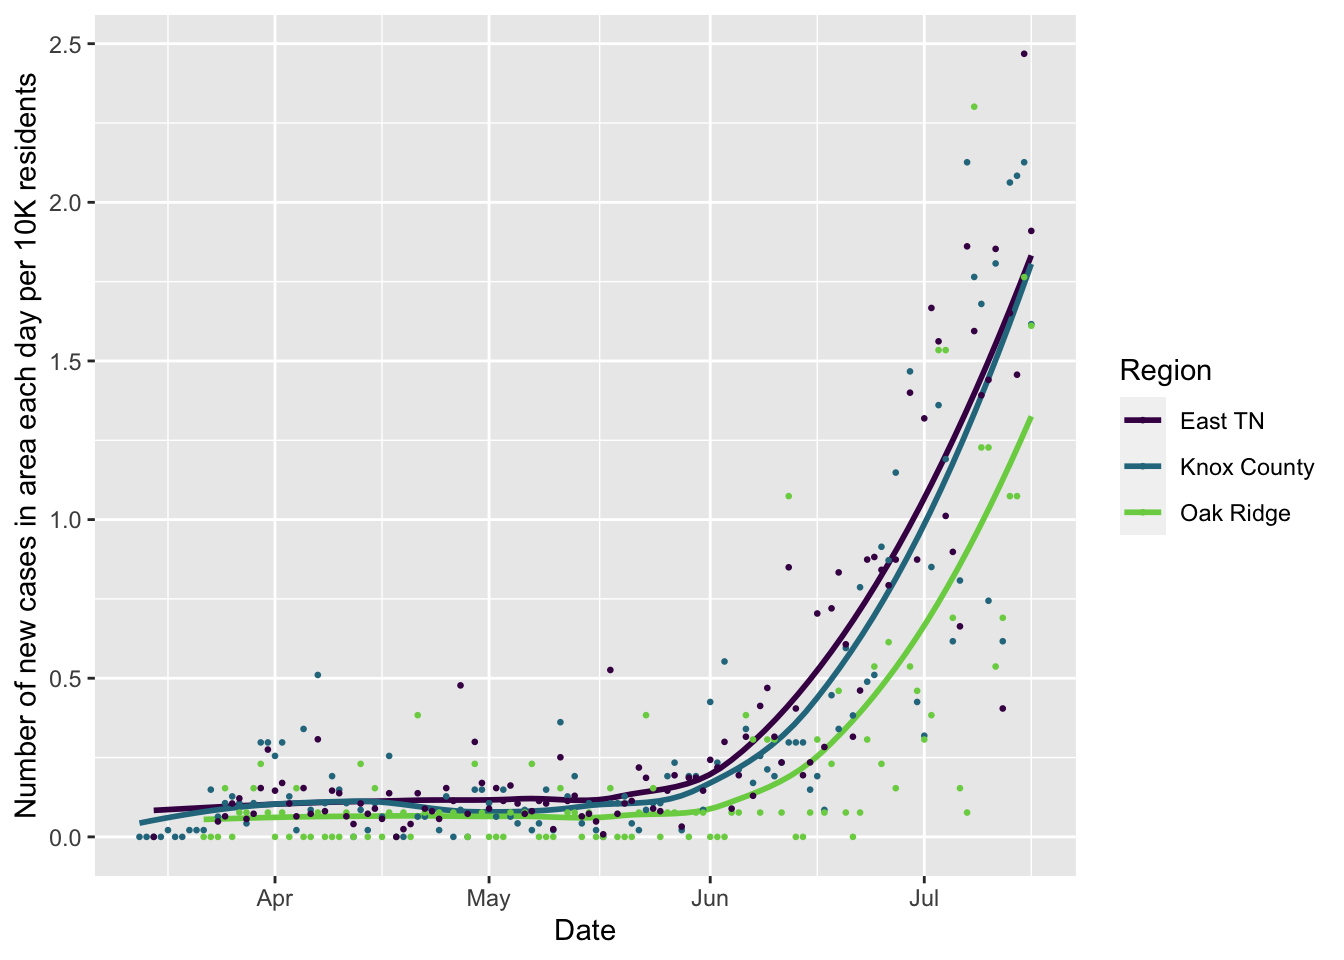 Number of new cases in area each day per 10K residents
2.5
2.0
1.5
1.0
0.5
0.0
Apr
May
Jun
Jul
Date
Region
East TN
Knox County
Oak Ridge